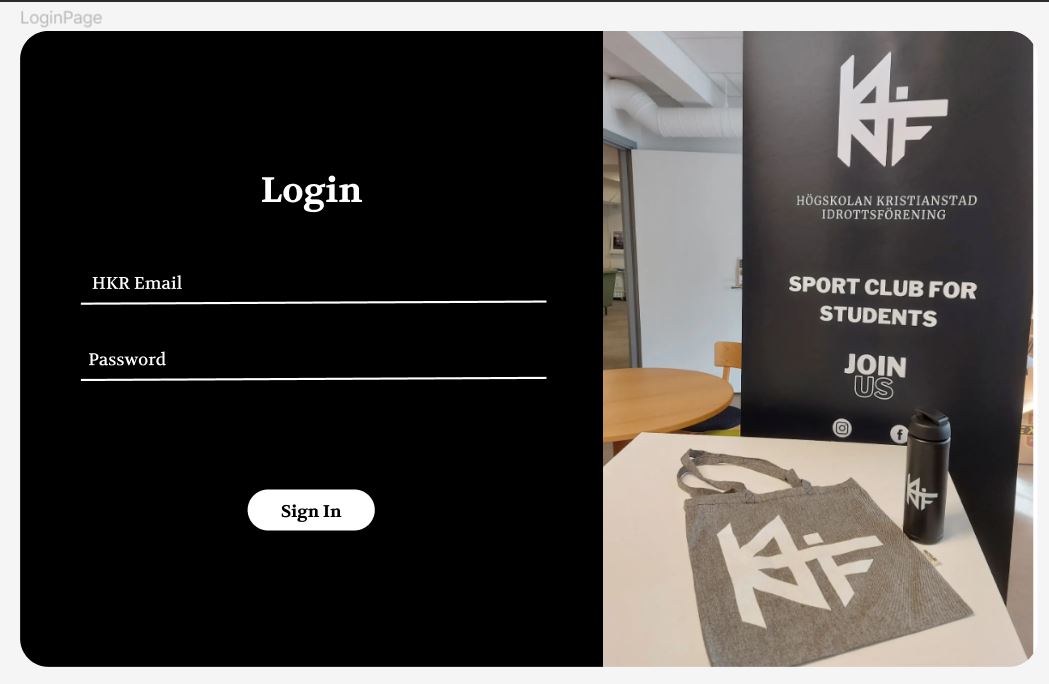 LoginPage
Login
HKR Email
Password
Sign In
HÖGSKOLAN KRISTIANSTAD
IDROTTSFÖRENING
SPORT CLUB FOR
STUDENTS
JOIN
US